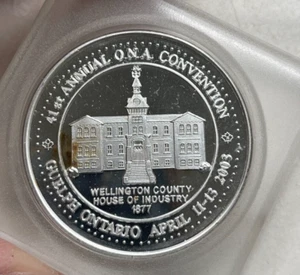 41st ANNUAL O.N.A. CONVENTION
WELLINGTON COUNTY
HOUSE OF INDUSTRY
1877
GUELPH ONTARIO APRIL 11-13 2003